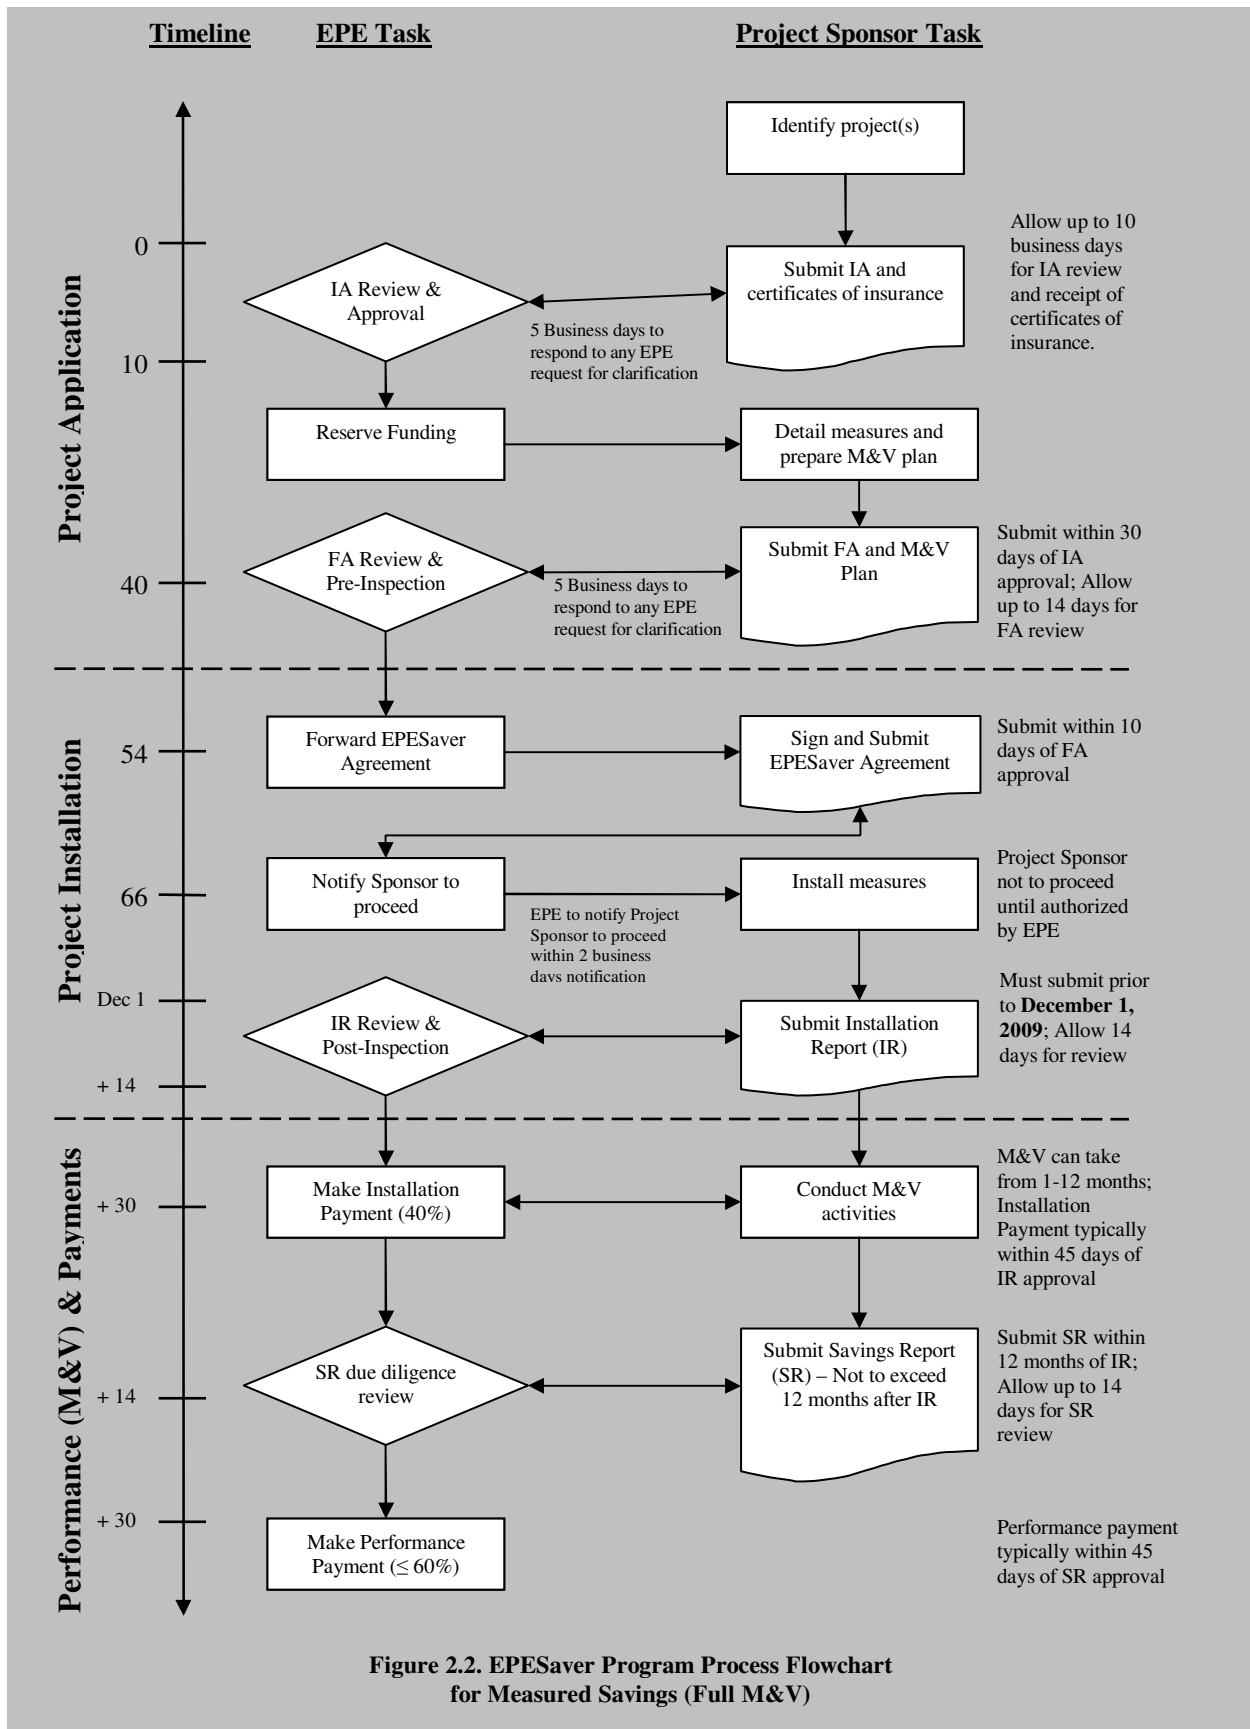 Timeline
EPE Task
Project Sponsor Task
Identify project(s)
Project Application
0
IA Review &
Approval
5 Business days to
respond to any EPE
request for clarification
Submit IA and
certificates of insurance
Allow up to 10
business days
for IA review
and receipt of
certificates of
insurance.
10
Reserve Funding
Detail measures and
prepare M&V plan
FA Review &
Pre-Inspection
40
5 Business days to
respond to any EPE
request for clarification
Submit FA and M&V
Plan
Submit within 30
days of IA
approval; Allow
up to 14 days for
FA review
Project Installation
54
Forward EPESaver
Agreement
Sign and Submit
EPESaver Agreement
Submit within 10
days of FA
approval
66
Notify Sponsor to
proceed
EPE to notify Project
Sponsor to proceed
within 2 business
days notification
Install measures
Project Sponsor
not to proceed
until authorized
by EPE
Dec 1
IR Review &
Post-Inspection
Submit Installation
Report (IR)
Must submit prior
to December 1,
2009; Allow 14
days for review
+ 14
Performance (M&V) & Payments
+ 30
Make Installation
Payment (40%)
Conduct M&V
activities
M&V can take
from 1-12 months;
Installation
Payment typically
within 45 days of
IR approval
+ 14
SR due diligence
review
Submit Savings Report
(SR) – Not to exceed
12 months after IR
Submit SR within
12 months of IR;
Allow up to 14
days for SR
review
+ 30
Make Performance
Payment (≤ 60%)
Performance payment
typically within 45
days of SR approval
Figure 2.2. EPESaver Program Process Flowchart
for Measured Savings (Full M&V)